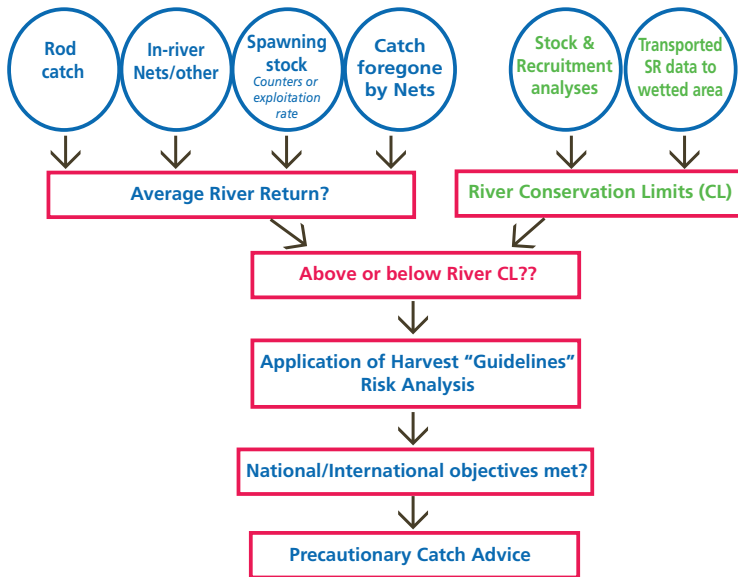 Rod
catch
In-river
Nets/other
Spawning
stock
Counters or
exploitation
rate
Catch
foregone
by Nets
Stock &
Recruitment
analyses
Transported
SR data to
wetted area
Average River Return?
River Conservation Limits (CL)
Above or below River CL??
Application of Harvest “Guidelines”
Risk Analysis
National/International objectives met?
Precautionary Catch Advice